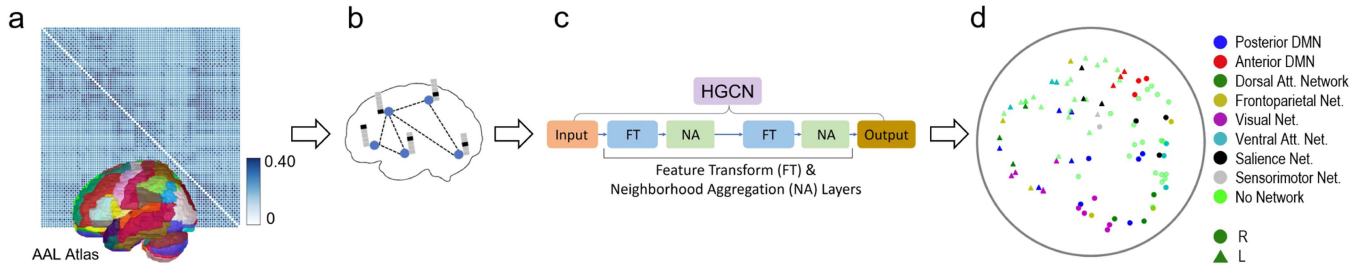 a
0.40
0
AAL Atlas
b
c
HGCN
Input
FT
NA
FT
NA
Output
Feature Transform (FT) &
Neighborhood Aggregation (NA) Layers
d
Posterior DMN
Anterior DMN
Dorsal Att. Network
Frontoparietal Net.
Visual Net.
Ventral Att. Net.
Salience Net.
Sensorimotor Net.
No Network
R
L